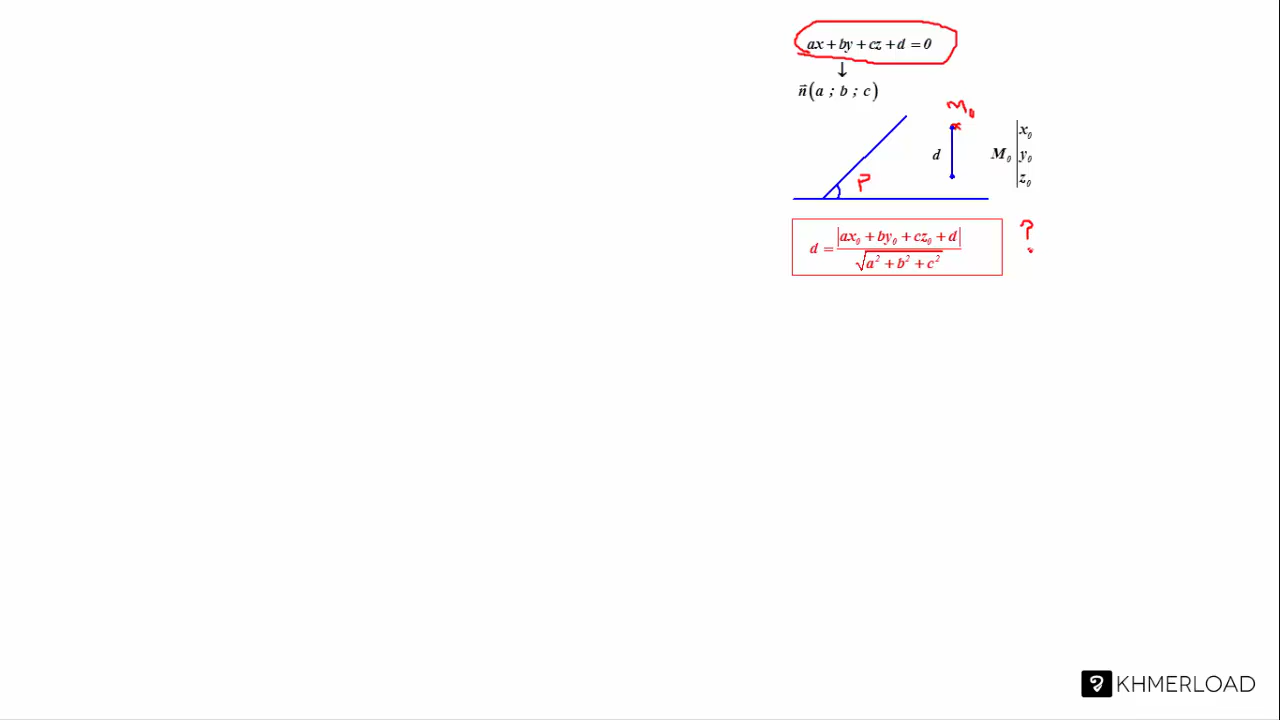 ax + by + cz + d = 0
↓
n⃗(a ; b ; c)
M₀
d
M₀ | x₀
y₀
z₀
P
d = |ax₀ + by₀ + cz₀ + d| / √(a² + b² + c²)
?
KHMERLOAD